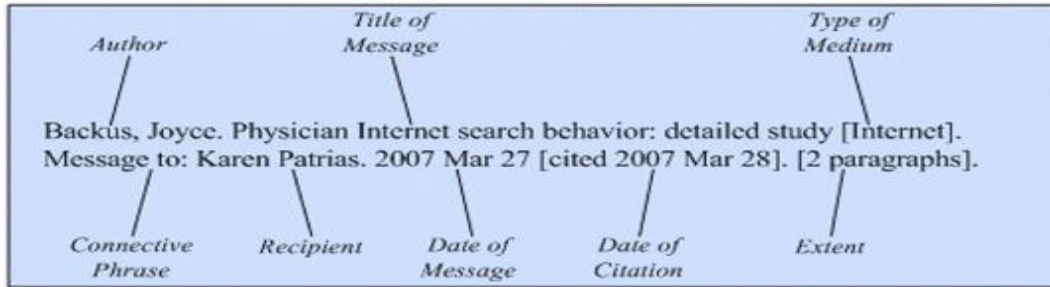 Title of Type of
Author Message Medium
Backus, Joyce. Physician Internet search behavior: detailed study [Internet].
Message to: Karen Patrias. 2007 Mar 27 [cited 2007 Mar 28]. [2 paragraphs].
Connective Recipient Date of Date of Extent
Phrase Message Citation